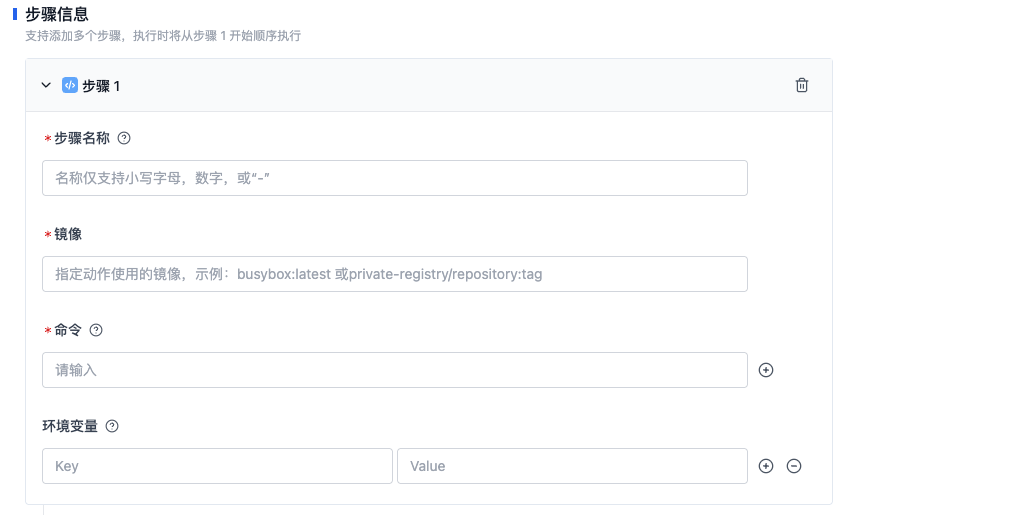 步骤信息
支持添加多个步骤，执行时将从步骤 1 开始顺序执行
步骤 1
*步骤名称
名称仅支持小写字母，数字，或“-”
*镜像
指定动作使用的镜像，示例：busybox:latest 或private-registry/repository:tag
*命令
请输入
环境变量
Key Value